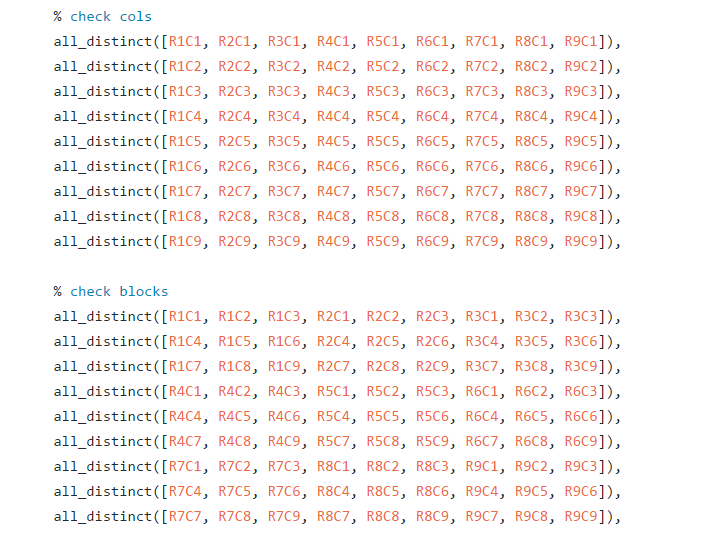 % check cols
all_distinct([R1C1, R2C1, R3C1, R4C1, R5C1, R6C1, R7C1, R8C1, R9C1]),
all_distinct([R1C2, R2C2, R3C2, R4C2, R5C2, R6C2, R7C2, R8C2, R9C2]),
all_distinct([R1C3, R2C3, R3C3, R4C3, R5C3, R6C3, R7C3, R8C3, R9C3]),
all_distinct([R1C4, R2C4, R3C4, R4C4, R5C4, R6C4, R7C4, R8C4, R9C4]),
all_distinct([R1C5, R2C5, R3C5, R4C5, R5C5, R6C5, R7C5, R8C5, R9C5]),
all_distinct([R1C6, R2C6, R3C6, R4C6, R5C6, R6C6, R7C6, R8C6, R9C6]),
all_distinct([R1C7, R2C7, R3C7, R4C7, R5C7, R6C7, R7C7, R8C7, R9C7]),
all_distinct([R1C8, R2C8, R3C8, R4C8, R5C8, R6C8, R7C8, R8C8, R9C8]),
all_distinct([R1C9, R2C9, R3C9, R4C9, R5C9, R6C9, R7C9, R8C9, R9C9]),
% check blocks
all_distinct([R1C1, R1C2, R1C3, R2C1, R2C2, R2C3, R3C1, R3C2, R3C3]),
all_distinct([R1C4, R1C5, R1C6, R2C4, R2C5, R2C6, R3C4, R3C5, R3C6]),
all_distinct([R1C7, R1C8, R1C9, R2C7, R2C8, R2C9, R3C7, R3C8, R3C9]),
all_distinct([R4C1, R4C2, R4C3, R5C1, R5C2, R5C3, R6C1, R6C2, R6C3]),
all_distinct([R4C4, R4C5, R4C6, R5C4, R5C5, R5C6, R6C4, R6C5, R6C6]),
all_distinct([R4C7, R4C8, R4C9, R5C7, R5C8, R5C9, R6C7, R6C8, R6C9]),
all_distinct([R7C1, R7C2, R7C3, R8C1, R8C2, R8C3, R9C1, R9C2, R9C3]),
all_distinct([R7C4, R7C5, R7C6, R8C4, R8C5, R8C6, R9C4, R9C5, R9C6]),
all_distinct([R7C7, R7C8, R7C9, R8C7, R8C8, R8C9, R9C7, R9C8, R9C9]),